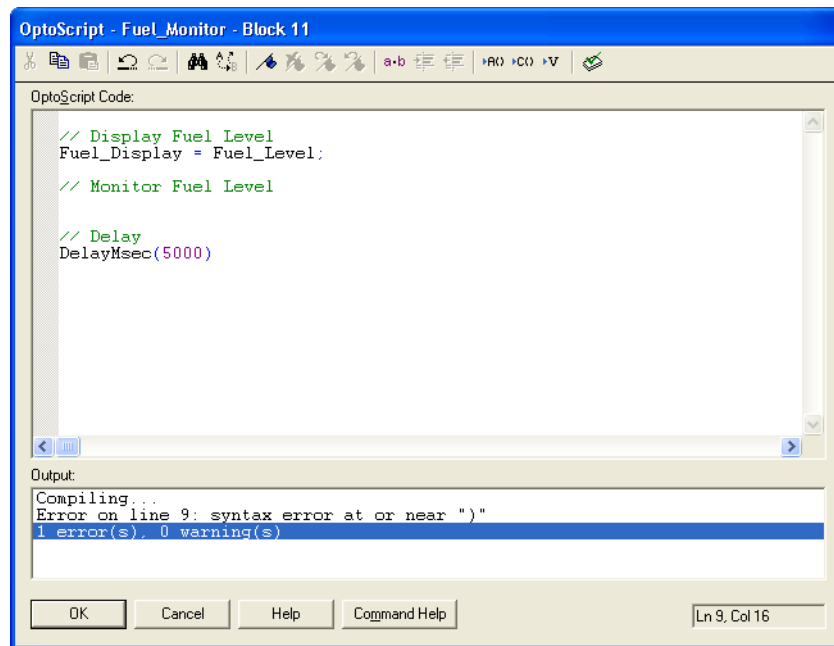 OptoScript - Fuel_Monitor - Block 11
a•b ▸A() ▸C() ▸V
OptoScript Code:
// Display Fuel Level
Fuel_Display = Fuel_Level;
// Monitor Fuel Level
// Delay
DelayMsec(5000)
Output:
Compiling...
Error on line 9: syntax error at or near ")"
1 error(s), 0 warning(s)
OK Cancel Help Command Help Ln 9, Col 16